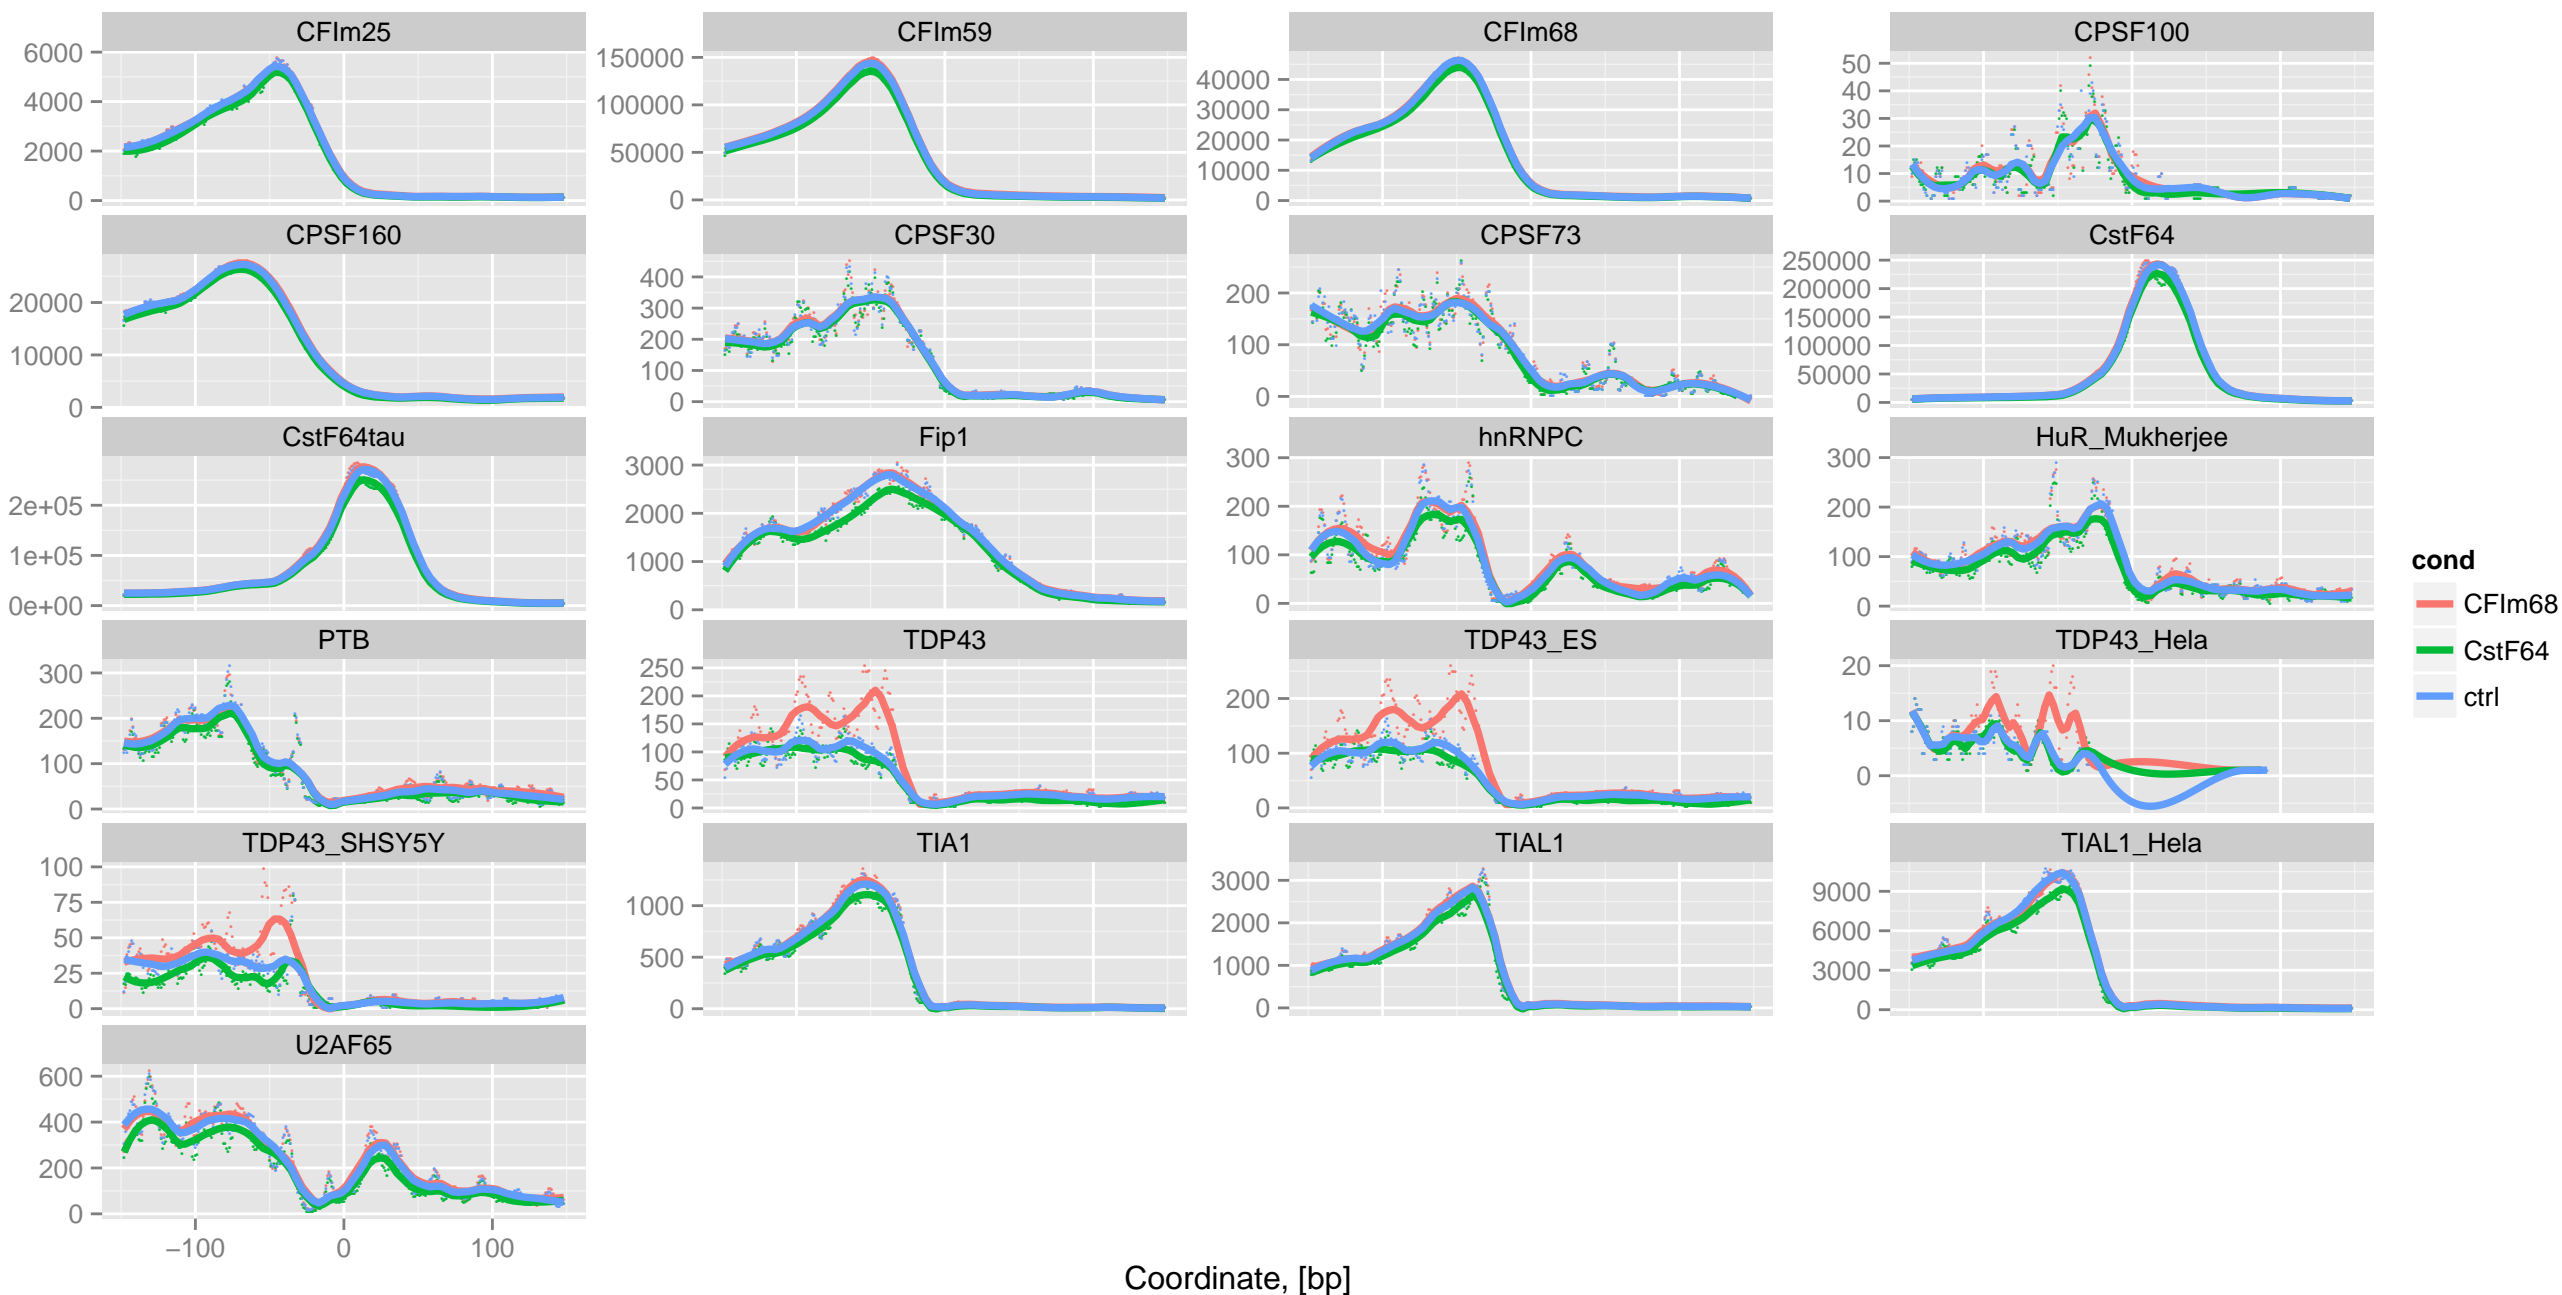 CFIm25 CFIm59 CFIm68 CPSF100
6000 4000 2000 0
150000 100000 50000 0
40000 30000 20000 10000 0
50 40 30 20 10 0
CPSF160 CPSF30 CPSF73 CstF64
20000 10000 0
400 300 200 100 0
200 100 0
250000 200000 150000 100000 50000 0
CstF64tau Fip1 hnRNPC HuR_Mukherjee
2e+05 1e+05 0e+00
3000 2000 1000 0
300 200 100 0
300 200 100 0
PTB TDP43 TDP43_ES TDP43_Hela
300 200 100 0
250 200 150 100 50 0
200 100 0
20 10 0
TDP43_SHSY5Y TIA1 TIAL1 TIAL1_Hela
100 75 50 25 0
1000 500 0
3000 2000 1000 0
9000 6000 3000 0
U2AF65
600 400 200 0
−100 0 100
Coordinate, [bp]
cond
CFIm68
CstF64
ctrl